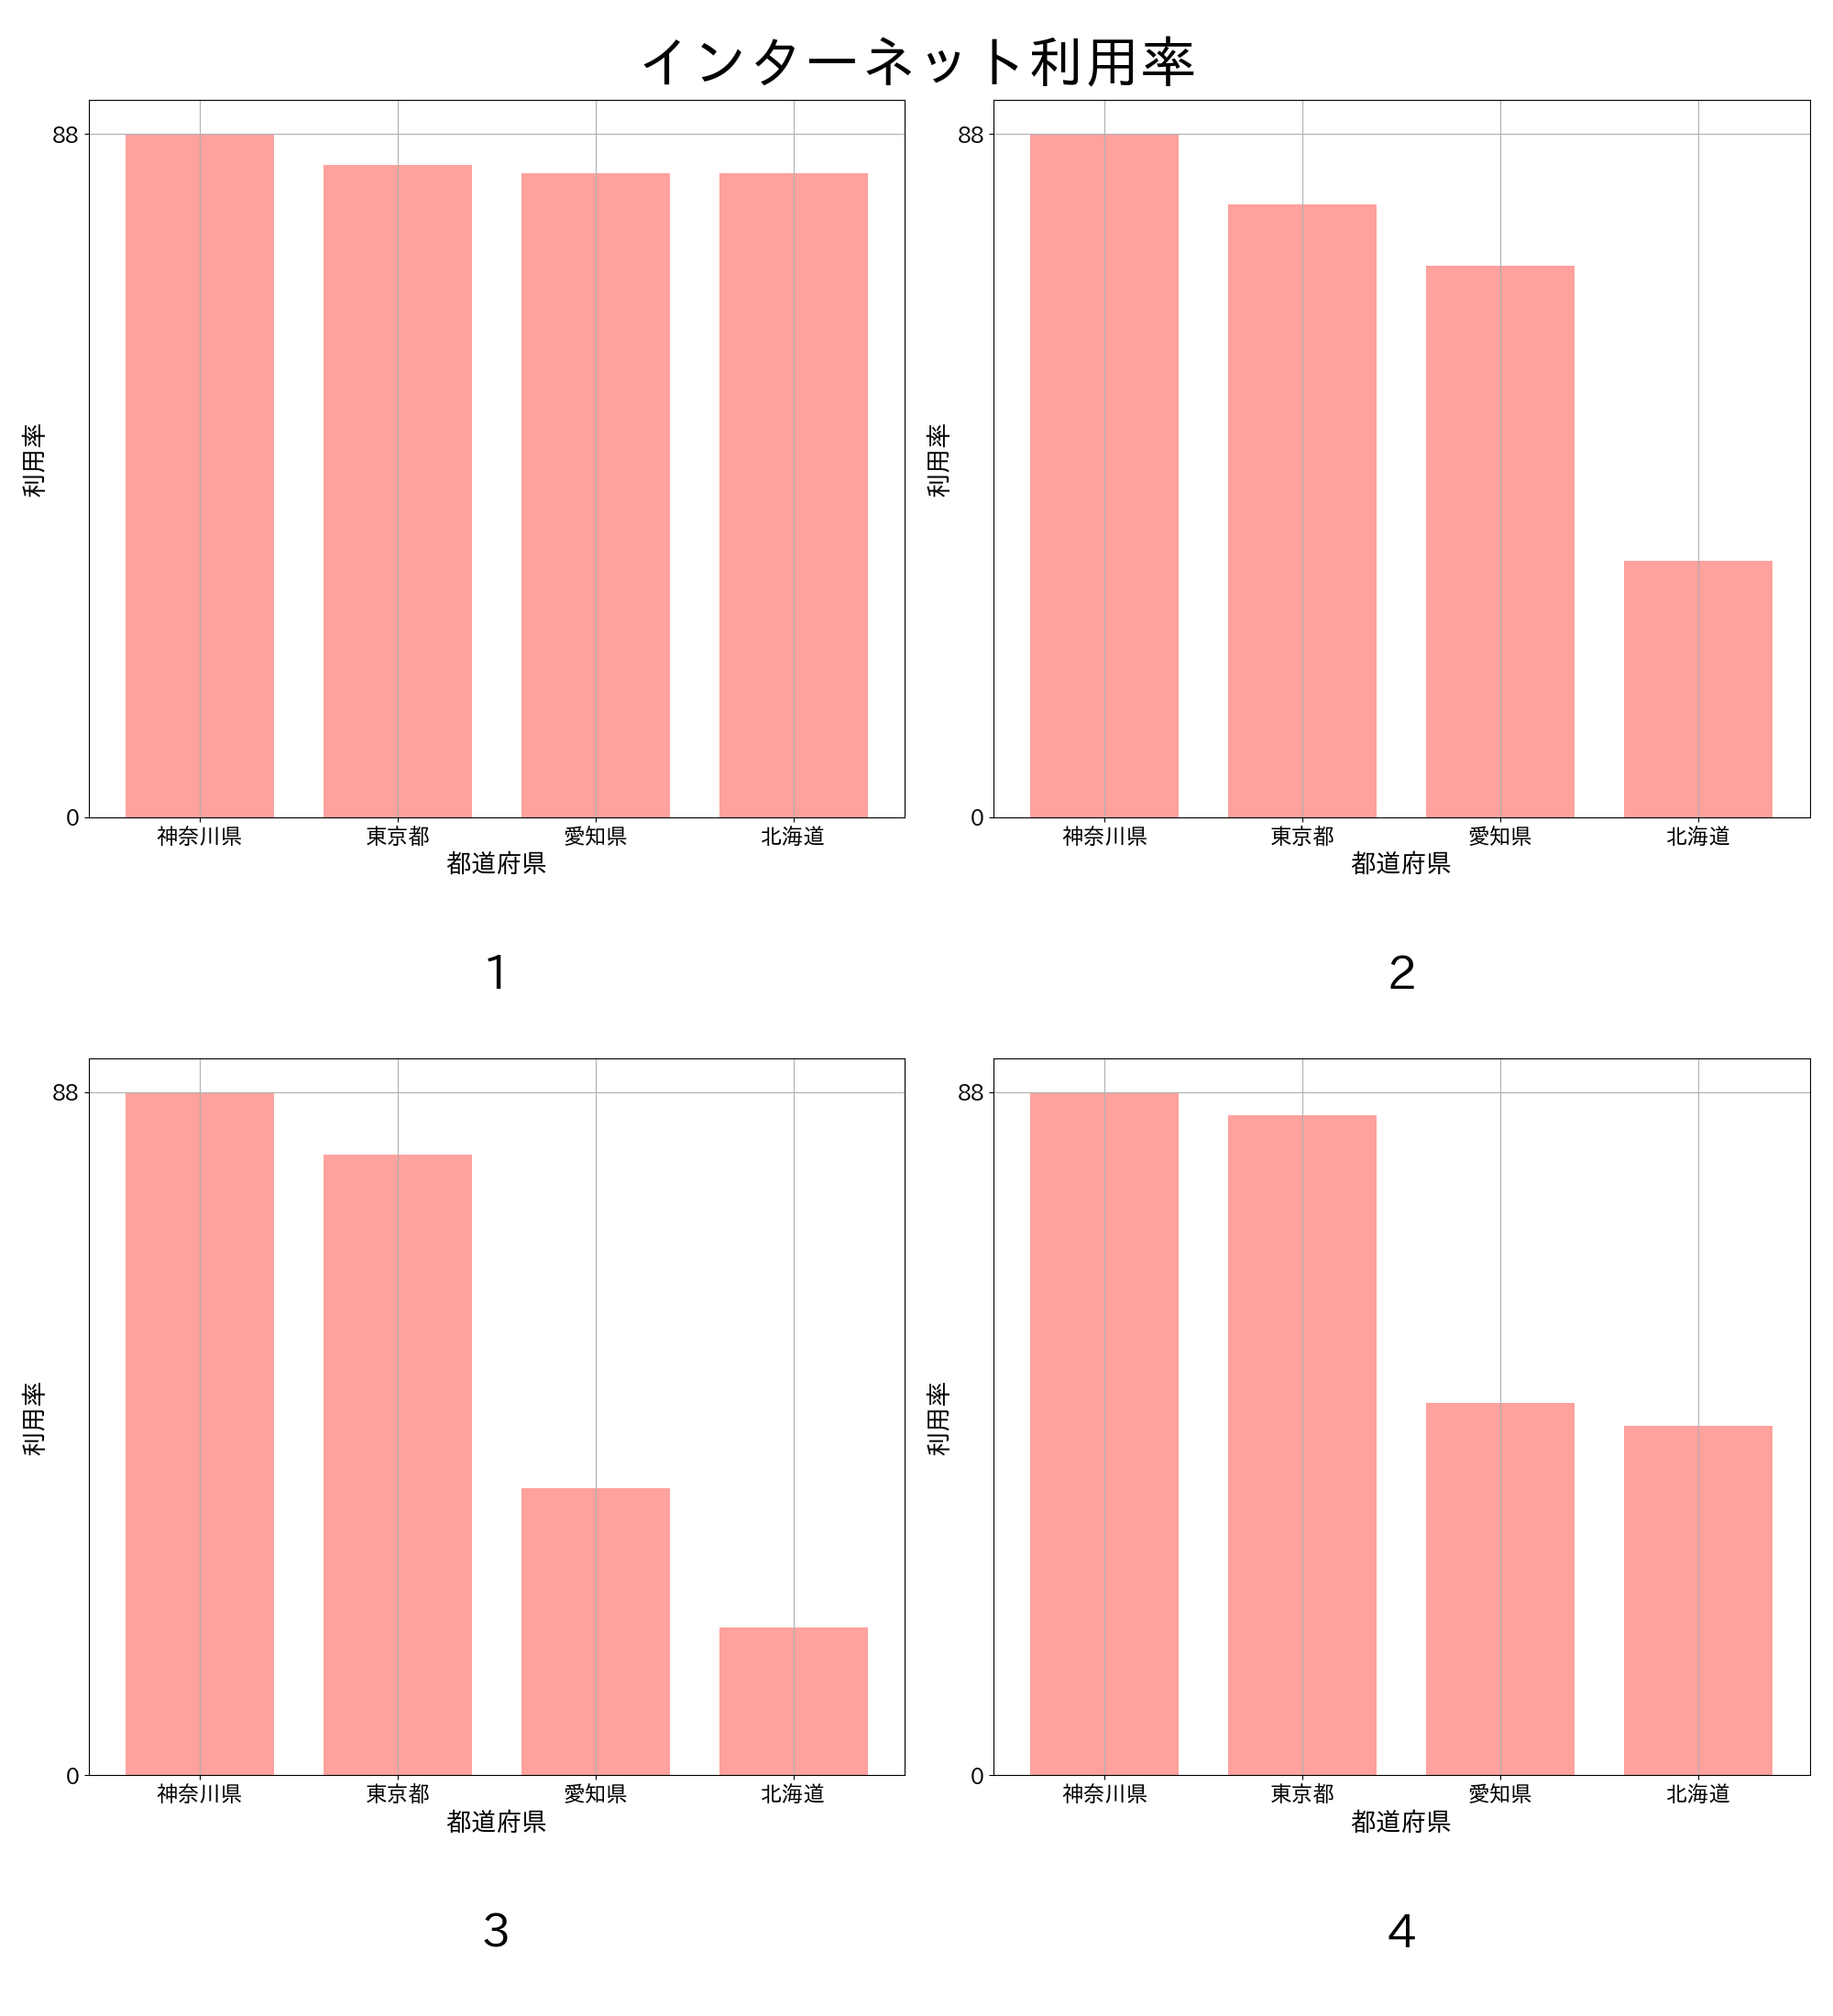 インターネット利用率
88
0
利用率
神奈川県 東京都 愛知県 北海道
都道府県
1
88
0
利用率
神奈川県 東京都 愛知県 北海道
都道府県
2
88
0
利用率
神奈川県 東京都 愛知県 北海道
都道府県
3
88
0
利用率
神奈川県 東京都 愛知県 北海道
都道府県
4